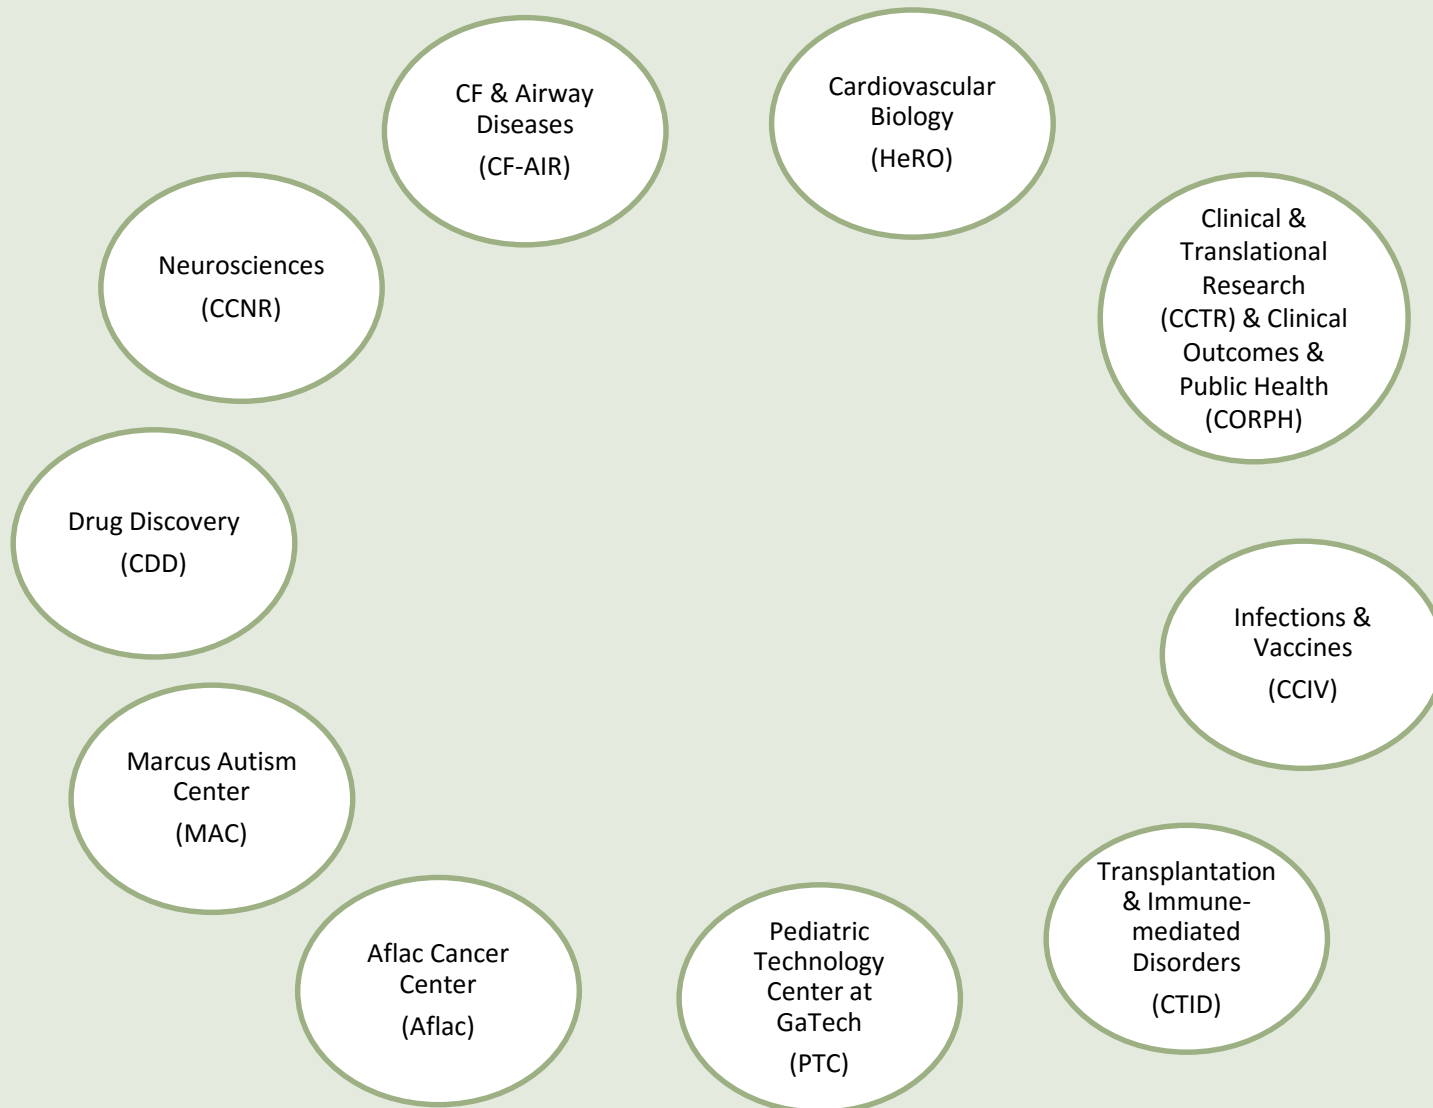 CF & Airway
Diseases
(CF-AIR)
Cardiovascular
Biology
(HeRO)
Clinical &
Translational
Research
(CCTR) & Clinical
Outcomes &
Public Health
(CORPH)
Neurosciences
(CCNR)
Drug Discovery
(CDD)
Infections &
Vaccines
(CCIV)
Marcus Autism
Center
(MAC)
Transplantation
& Immune-
mediated
Disorders
(CTID)
Aflac Cancer
Center
(Aflac)
Pediatric
Technology
Center at
GaTech
(PTC)